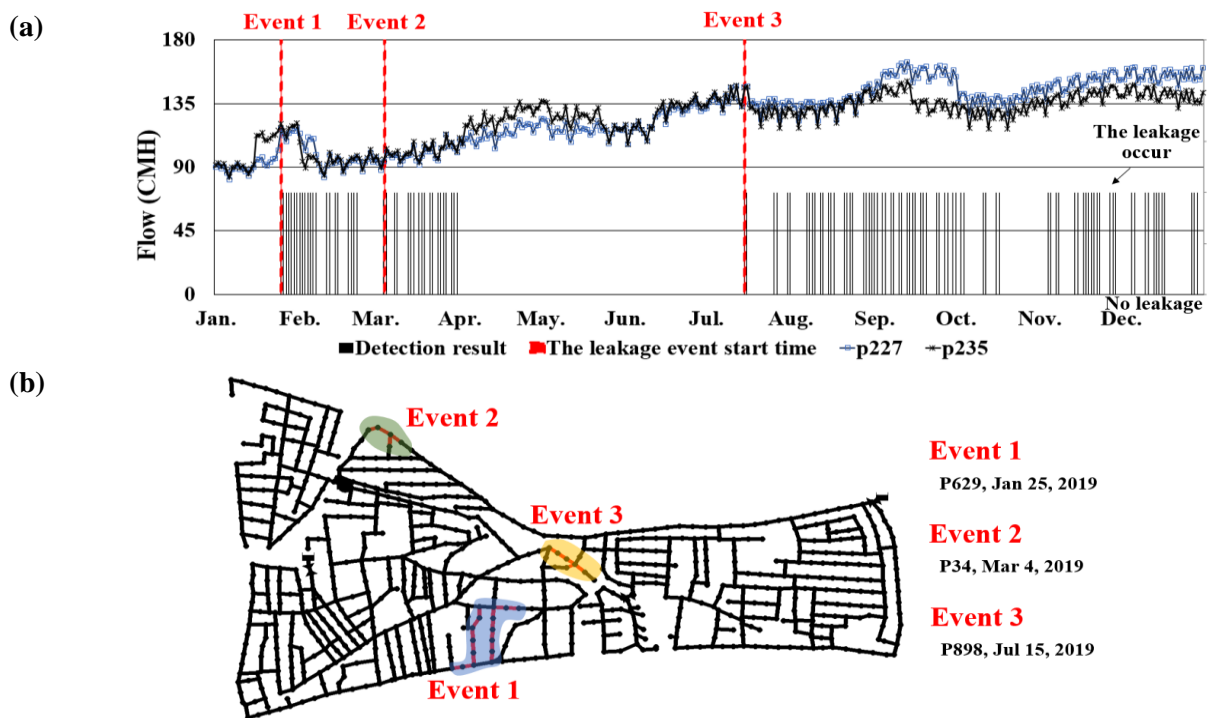 (a)
Event 1 Event 2 Event 3
180
135
90
45
0
Flow (CMH)
The leakage
occur
No leakage
Jan. Feb. Mar. Apr. May. Jun. Jul. Aug. Sep. Oct. Nov. Dec.
Detection result The leakage event start time p227 p235
(b)
Event 2
Event 3
Event 1
Event 1
P629, Jan 25, 2019
Event 2
P34, Mar 4, 2019
Event 3
P898, Jul 15, 2019